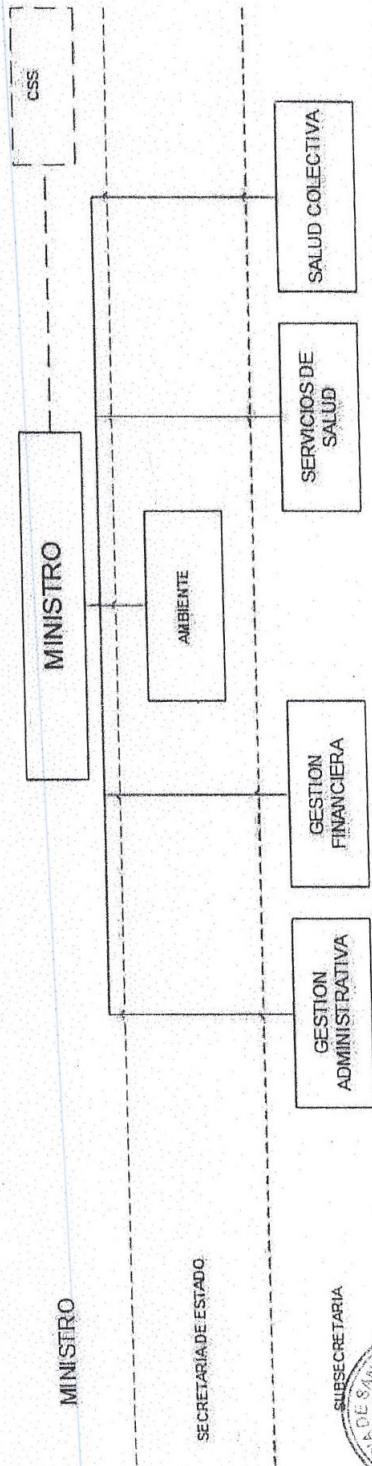 MINISTRO
MINISTRO
CSS
SECRETARIA DE ESTADO
AMBIENTE
SUBSECRETARIA
GESTION
ADMINISTRATIVA
GESTION
FINANCIERA
SERVICIOS DE
SALUD
SALUD COLECTIVA